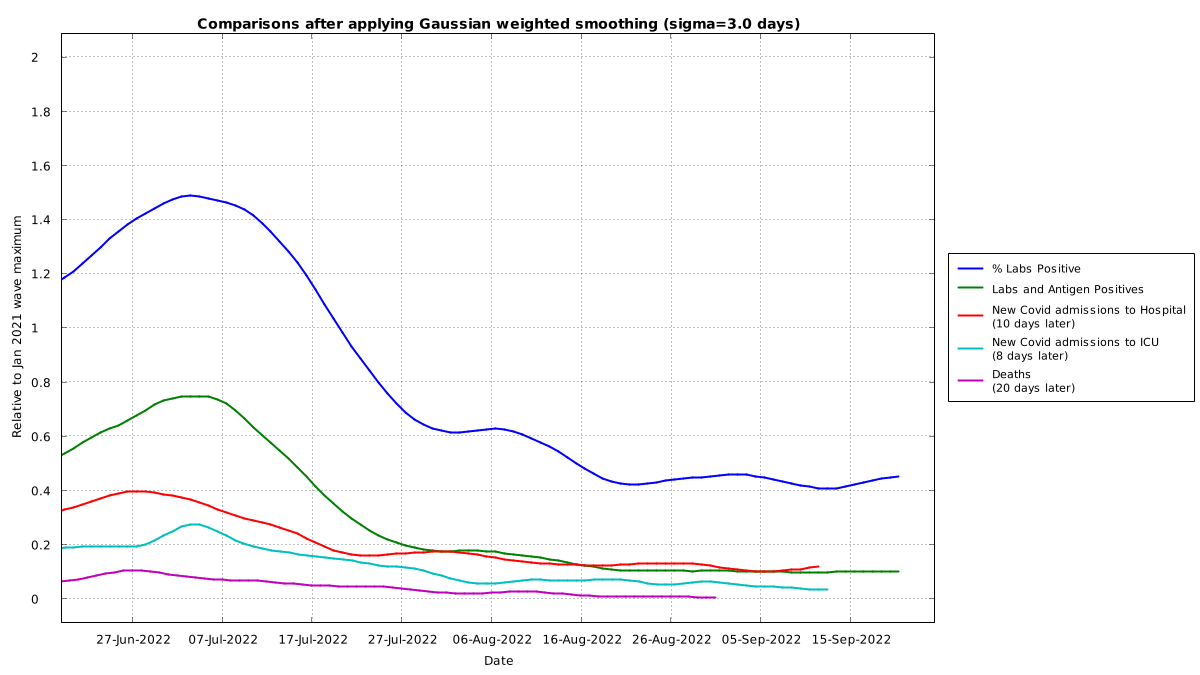 Comparisons after applying Gaussian weighted smoothing (sigma=3.0 days)
Relative to Jan 2021 wave maximum
2
1.8
1.6
1.4
1.2
1
0.8
0.6
0.4
0.2
0
27-Jun-2022 07-Jul-2022 17-Jul-2022 27-Jul-2022 06-Aug-2022 16-Aug-2022 26-Aug-2022 05-Sep-2022 15-Sep-2022
Date
% Labs Positive
Labs and Antigen Positives
New Covid admissions to Hospital
(10 days later)
New Covid admissions to ICU
(8 days later)
Deaths
(20 days later)